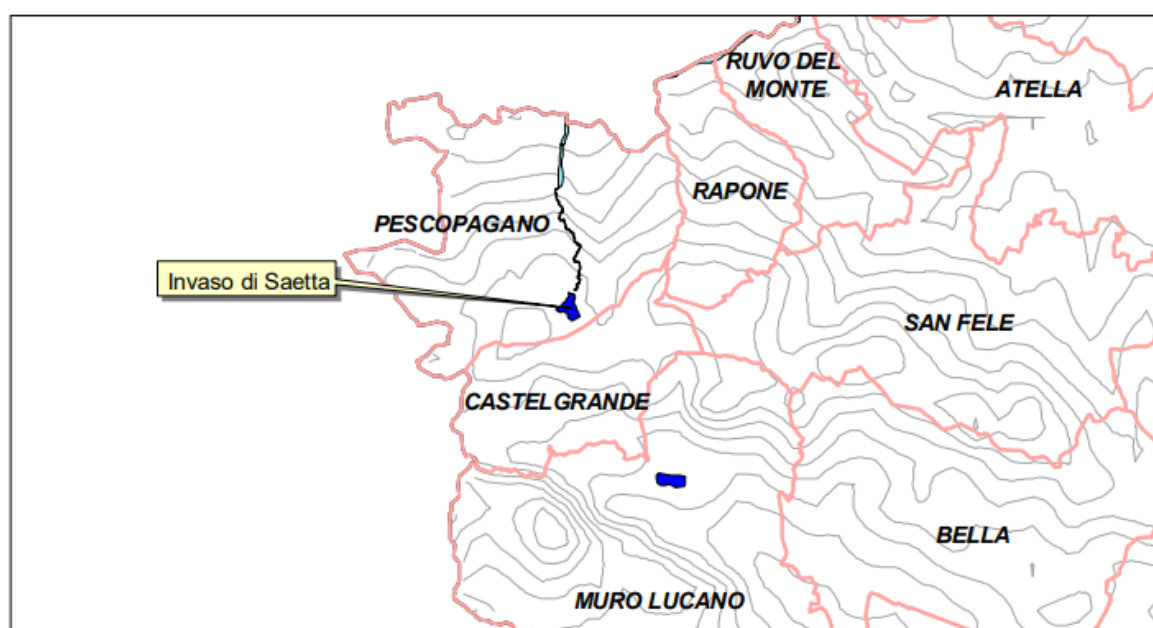 RUVO DEL
MONTE
ATELLA
RAPONE
PESCOPAGANO
Invaso di Saetta
SAN FELE
CASTELGRANDE
BELLA
MURO LUCANO